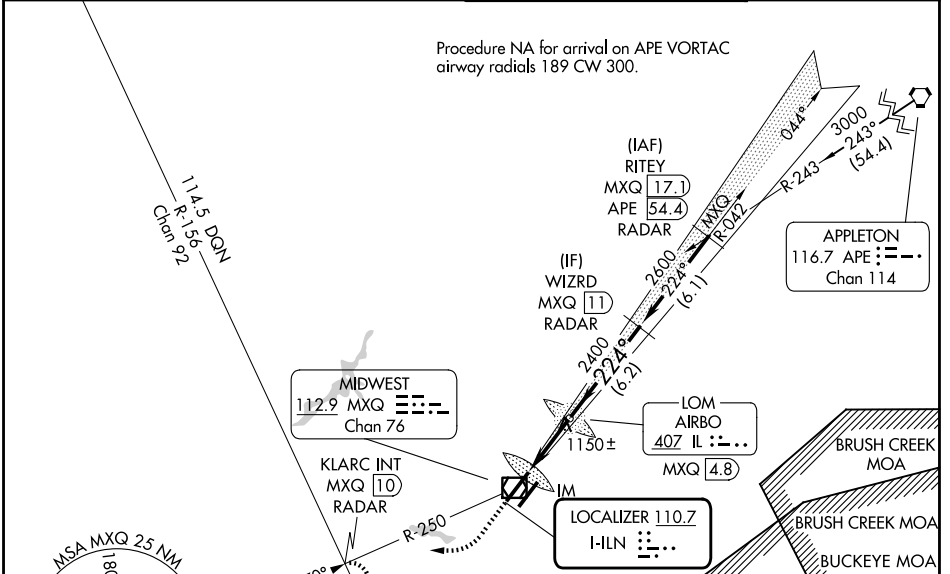 Procedure NA for arrival on APE VORTAC
airway radials 189 CW 300.
114.5 DQN
R-156
Chan 92
(IAF)
RITEY
MXQ 17.1
APE 54.4
RADAR
044°
3000
243°
(54.4)
R-243
MXQ
R-042
APPLETON
116.7 APE
Chan 114
(IF)
WIZRD
MXQ 11
RADAR
2600
224°
(6.1)
2400
224°
(6.2)
MIDWEST
112.9 MXQ
Chan 76
LOM
AIRBO
407 IL
MXQ 4.8
1150±
KLARC INT
MXQ 10
RADAR
R-250
IM
LOCALIZER 110.7
I-ILN
BRUSH CREEK
MOA
BRUSH CREEK MOA
BUCKEYE MOA
MSA MXQ 25 NM